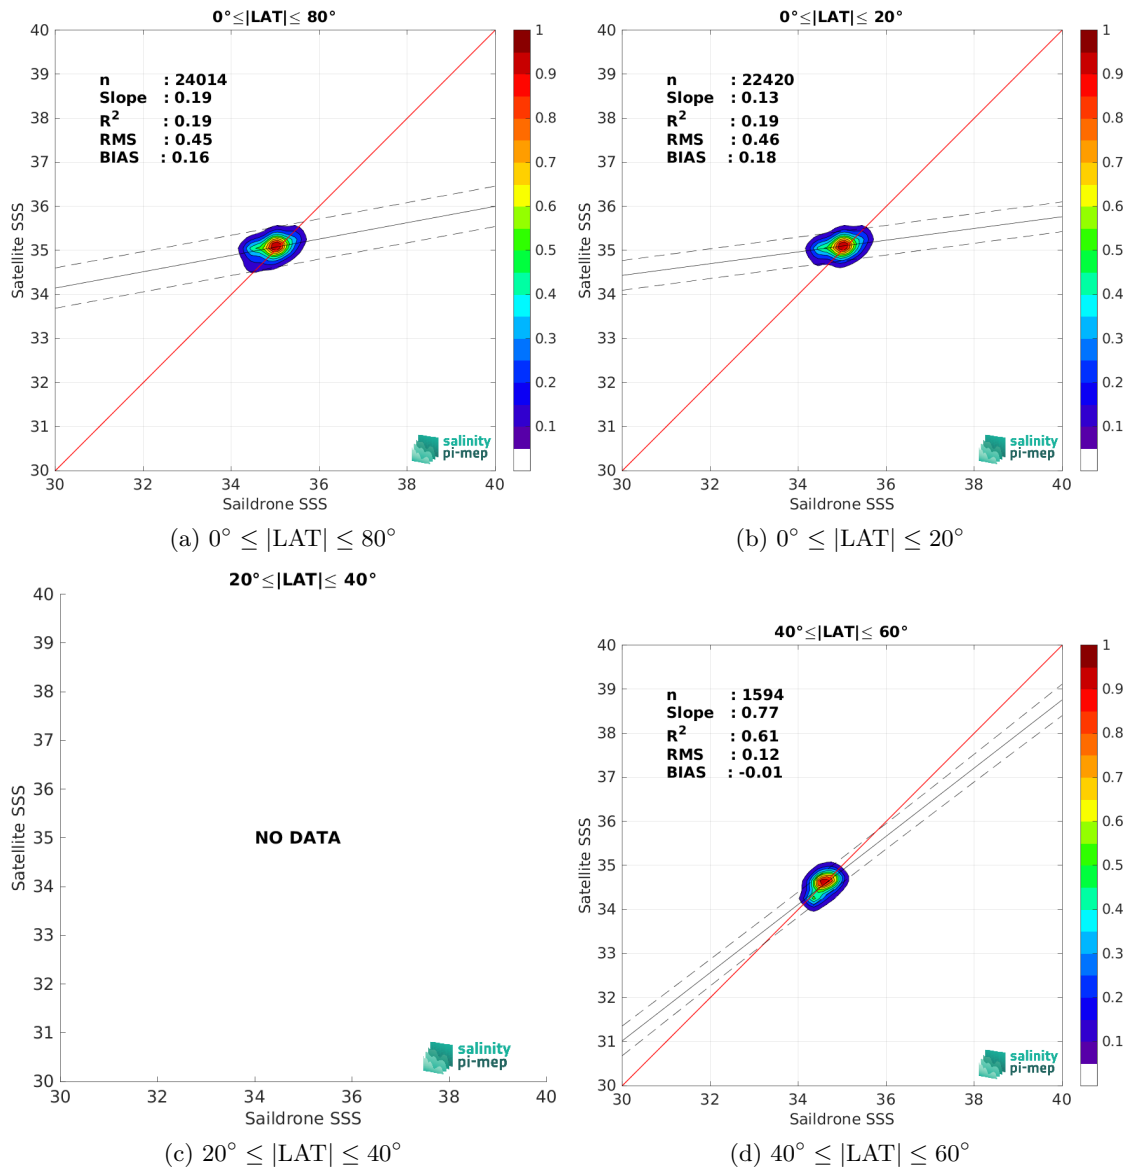 0°≤|LAT|≤ 80°
40
39
38
37
36
35
34
33
32
31
30
30 32 34 36 38 40
Satellite SSS
Saildrone SSS
n : 24014
Slope : 0.19
R² : 0.19
RMS : 0.45
BIAS : 0.16
salinity
pi-mep
1
0.9
0.8
0.7
0.6
0.5
0.4
0.3
0.2
0.1
(a) 0° ≤ |LAT| ≤ 80°
0°≤|LAT|≤ 20°
40
39
38
37
36
35
34
33
32
31
30
30 32 34 36 38 40
Satellite SSS
Saildrone SSS
n : 22420
Slope : 0.13
R² : 0.19
RMS : 0.46
BIAS : 0.18
salinity
pi-mep
1
0.9
0.8
0.7
0.6
0.5
0.4
0.3
0.2
0.1
(b) 0° ≤ |LAT| ≤ 20°
20°≤|LAT|≤ 40°
40
39
38
37
36
35
34
33
32
31
30
30 32 34 36 38 40
Satellite SSS
Saildrone SSS
NO DATA
salinity
pi-mep
(c) 20° ≤ |LAT| ≤ 40°
40°≤|LAT|≤ 60°
40
39
38
37
36
35
34
33
32
31
30
30 32 34 36 38 40
Satellite SSS
Saildrone SSS
n : 1594
Slope : 0.77
R² : 0.61
RMS : 0.12
BIAS : -0.01
salinity
pi-mep
1
0.9
0.8
0.7
0.6
0.5
0.4
0.3
0.2
0.1
(d) 40° ≤ |LAT| ≤ 60°